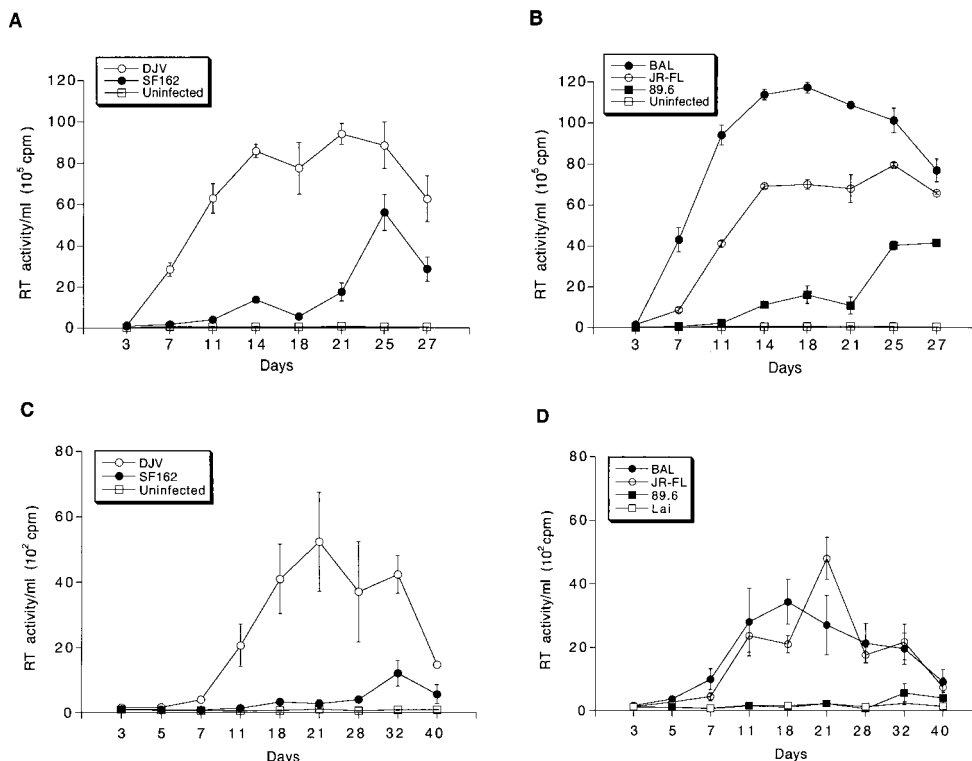 A
DJV
SF162
Uninfected
RT activity/ml (10⁵ cpm)
120
100
80
60
40
20
0
3 7 11 14 18 21 25 27
Days
B
BAL
JR-FL
89.6
Uninfected
RT activity/ml (10⁵ cpm)
120
100
80
60
40
20
0
3 7 11 14 18 21 25 27
Days
C
DJV
SF162
Uninfected
RT activity/ml (10² cpm)
80
60
40
20
0
3 5 7 11 18 21 28 32 40
Days
D
BAL
JR-FL
89.6
Lai
RT activity/ml (10² cpm)
80
60
40
20
0
3 5 7 11 18 21 28 32 40
Days